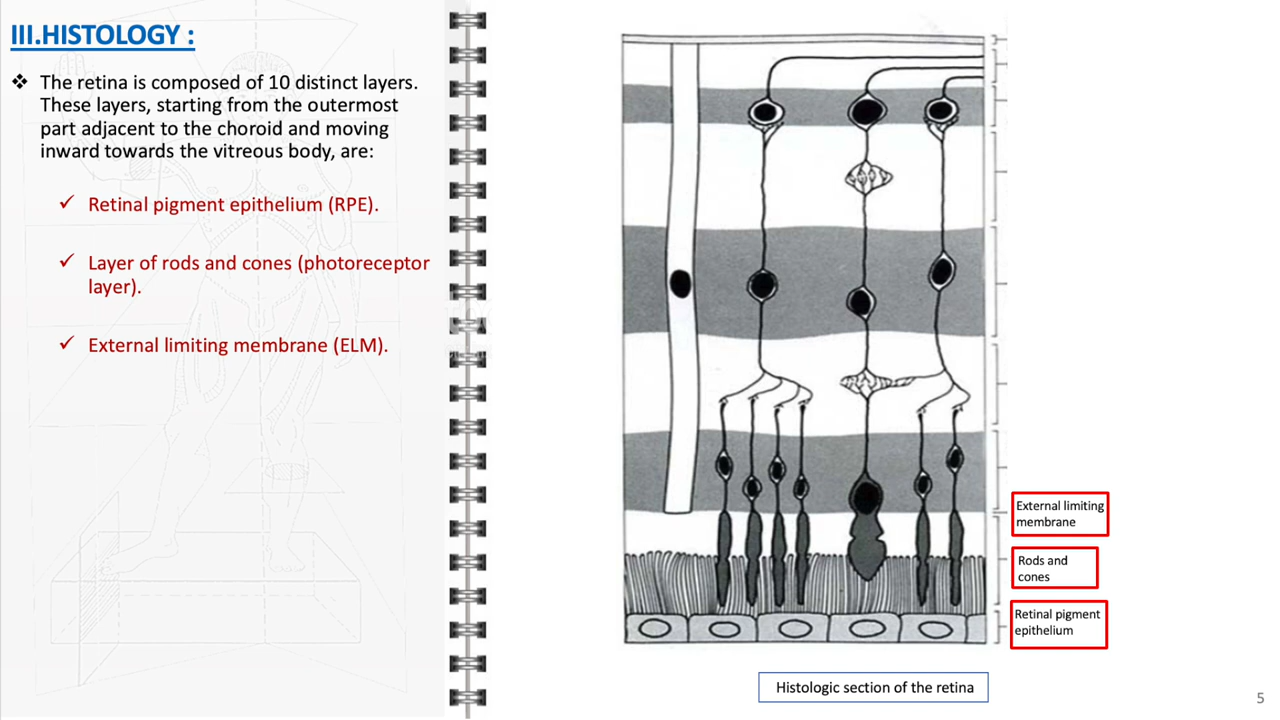 III.HISTOLOGY :
❖ The retina is composed of 10 distinct layers.
These layers, starting from the outermost
part adjacent to the choroid and moving
inward towards the vitreous body, are:
✓ Retinal pigment epithelium (RPE).
✓ Layer of rods and cones (photoreceptor
layer).
✓ External limiting membrane (ELM).
External limiting
membrane
Rods and
cones
Retinal pigment
epithelium
Histologic section of the retina
5